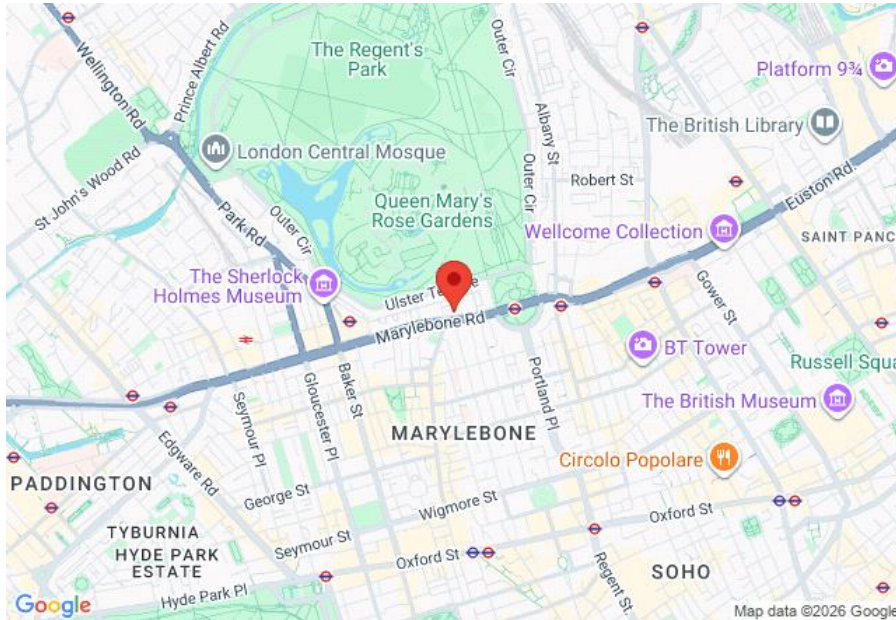 The Regent's
Park
Outer Cir
Wellington Rd
Prince Albert Rd
Platform 9¾
Albany St
The British Library
London Central Mosque
St John's Wood Rd
Outer Cir
Robert St
Euston Rd.
Queen Mary's
Rose Gardens
Park Rd
Outer Cir
Wellcome Collection
SAINT PANC
The Sherlock
Holmes Museum
Ulster Te
e
Gower St
Marylebone Rd
BT Tower
Russell Squa
Portland Pl
Baker St
Gloucester Pl
Seymour Pl
The British Museum
MARYLEBONE
Edgware Rd
Circolo Popolare
PADDINGTON
George St
Wigmore St
Oxford St
TYBURNIA
HYDE PARK
ESTATE
Seymour St
Oxford St
Regent St.
SOHO
Hyde Park Pl
Google
Map data ©2026 Google